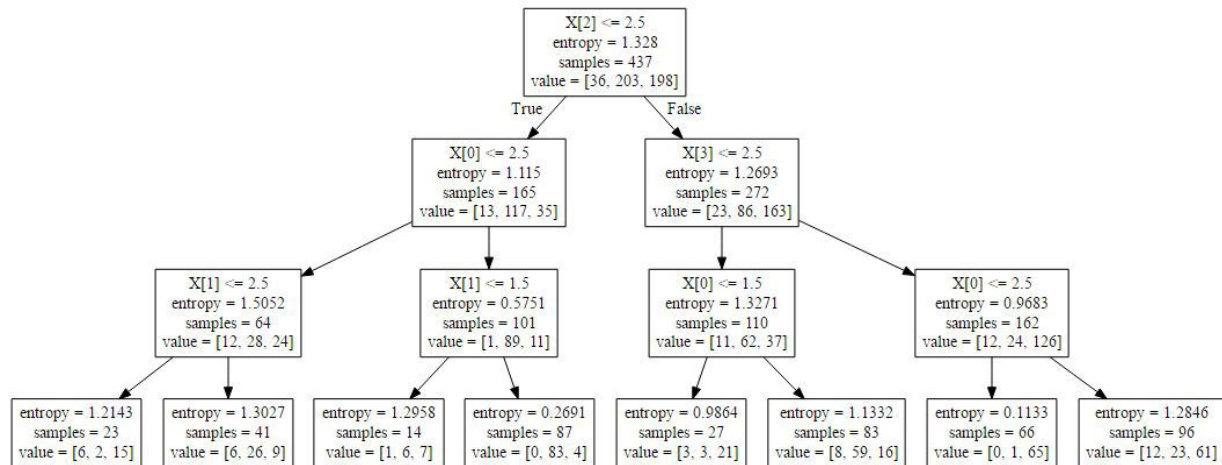 X[2] <= 2.5
entropy = 1.328
samples = 437
value = [36, 203, 198]
True
False
X[0] <= 2.5
entropy = 1.115
samples = 165
value = [13, 117, 35]
X[3] <= 2.5
entropy = 1.2693
samples = 272
value = [23, 86, 163]
X[1] <= 2.5
entropy = 1.5052
samples = 64
value = [12, 28, 24]
X[1] <= 1.5
entropy = 0.5751
samples = 101
value = [1, 89, 11]
X[0] <= 1.5
entropy = 1.3271
samples = 110
value = [11, 62, 37]
X[0] <= 2.5
entropy = 0.9683
samples = 162
value = [12, 24, 126]
entropy = 1.2143
samples = 23
value = [6, 2, 15]
entropy = 1.3027
samples = 41
value = [6, 26, 9]
entropy = 1.2958
samples = 14
value = [1, 6, 7]
entropy = 0.2691
samples = 87
value = [0, 83, 4]
entropy = 0.9864
samples = 27
value = [3, 3, 21]
entropy = 1.1332
samples = 83
value = [8, 59, 16]
entropy = 0.1133
samples = 66
value = [0, 1, 65]
entropy = 1.2846
samples = 96
value = [12, 23, 61]